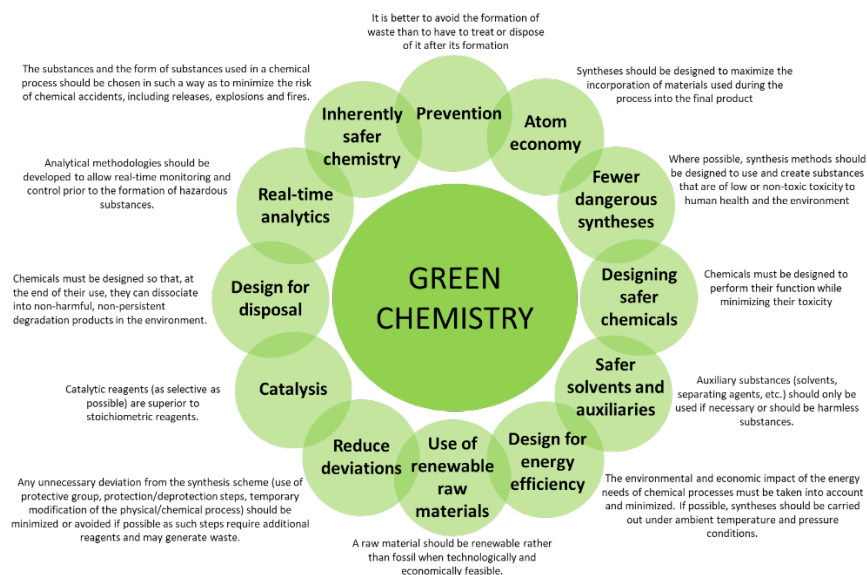 It is better to avoid the formation of
waste than to have to treat or dispose
of it after its formation
Prevention
Syntheses should be designed to maximize the
incorporation of materials used during the
process into the final product
Atom
economy
Where possible, synthesis methods should
be designed to use and create substances
that are of low or non-toxic toxicity to
human health and the environment
Fewer
dangerous
syntheses
Chemicals must be designed to
perform their function while
minimizing their toxicity
Designing
safer
chemicals
Auxiliary substances (solvents,
separating agents, etc.) should only be
used if necessary or should be harmless
substances.
Safer
solvents and
auxiliaries
The environmental and economic impact of the energy
needs of chemical processes must be taken into account
and minimized. If possible, syntheses should be carried
out under ambient temperature and pressure
conditions.
Design for
energy
efficiency
A raw material should be renewable rather
than fossil when technologically and
economically feasible.
Use of
renewable
raw
materials
Any unnecessary deviation from the synthesis scheme (use of
protective group, protection/deprotection steps, temporary
modification of the physical/chemical process) should be
minimized or avoided if possible as such steps require additional
reagents and may generate waste.
Reduce
deviations
Catalytic reagents (as selective as
possible) are superior to
stoichiometric reagents.
Catalysis
Chemicals must be designed so that, at
the end of their use, they can dissociate
into non-harmful, non-persistent
degradation products in the environment.
Design for
disposal
Analytical methodologies should be
developed to allow real-time monitoring and
control prior to the formation of hazardous
substances.
Real-time
analytics
The substances and the form of substances used in a chemical
process should be chosen in such a way as to minimize the risk
of chemical accidents, including releases, explosions and fires.
Inherently
safer
chemistry
GREEN
CHEMISTRY